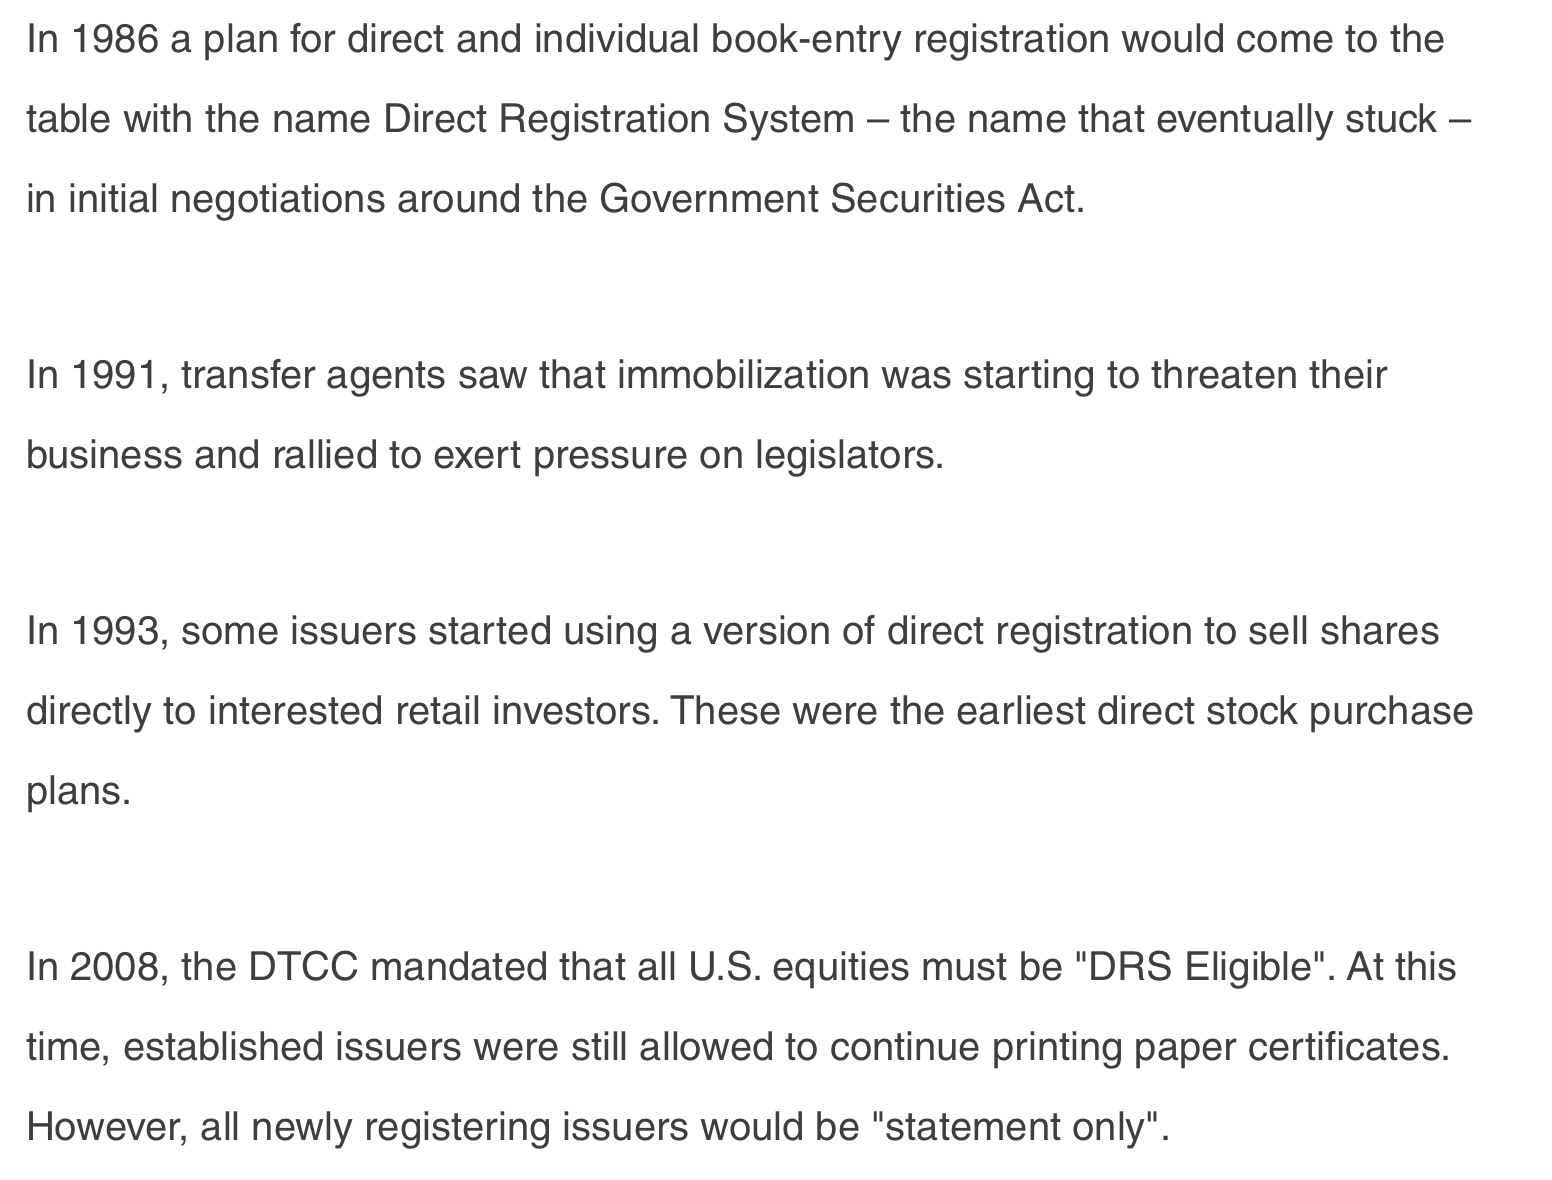 In 1986 a plan for direct and individual book-entry registration would come to the
table with the name Direct Registration System – the name that eventually stuck –
in initial negotiations around the Government Securities Act.
In 1991, transfer agents saw that immobilization was starting to threaten their
business and rallied to exert pressure on legislators.
In 1993, some issuers started using a version of direct registration to sell shares
directly to interested retail investors. These were the earliest direct stock purchase
plans.
In 2008, the DTCC mandated that all U.S. equities must be "DRS Eligible". At this
time, established issuers were still allowed to continue printing paper certificates.
However, all newly registering issuers would be "statement only".